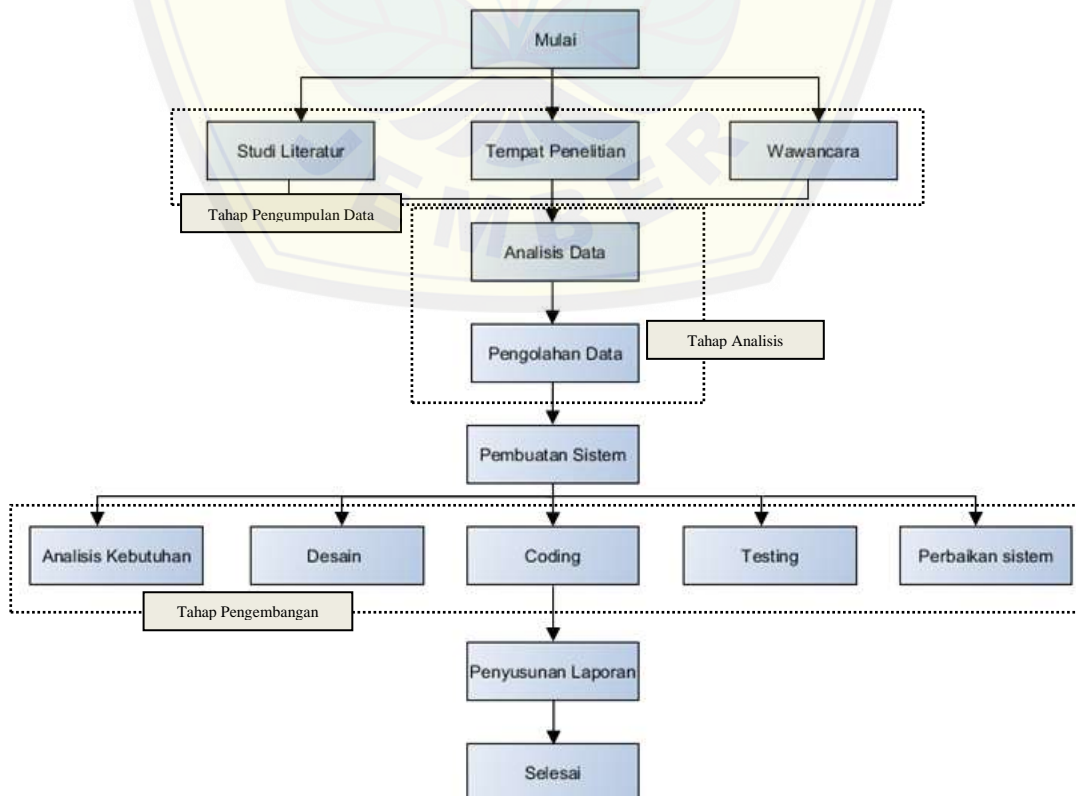 Mulai
Studi Literatur
Tempat Penelitian
Wawancara
Tahap Pengumpulan Data
JEMBER
Analisis Data
Pengolahan Data
Tahap Analisis
Pembuatan Sistem
Analisis Kebutuhan
Desain
Coding
Testing
Perbaikan sistem
Tahap Pengembangan
Penyusunan Laporan
Selesai